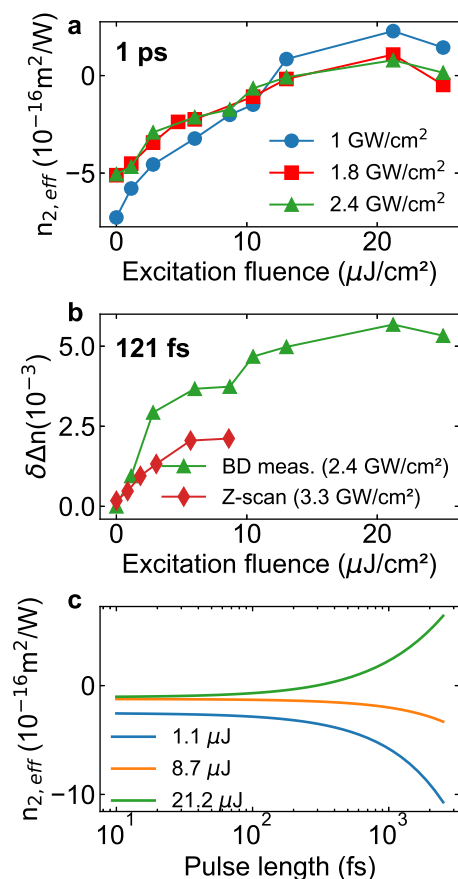 a
1 ps
0
−5
n2, eff (10⁻¹⁶m²/W)
1 GW/cm²
1.8 GW/cm²
2.4 GW/cm²
0 10 20
Excitation fluence (μJ/cm²)
b
121 fs
5.0
2.5
0.0
δΔn(10⁻³)
BD meas. (2.4 GW/cm²)
Z-scan (3.3 GW/cm²)
0 10 20
Excitation fluence (μJ/cm²)
c
0
−10
n2, eff (10⁻¹⁶m²/W)
1.1 μJ
8.7 μJ
21.2 μJ
10¹ 10² 10³
Pulse length (fs)